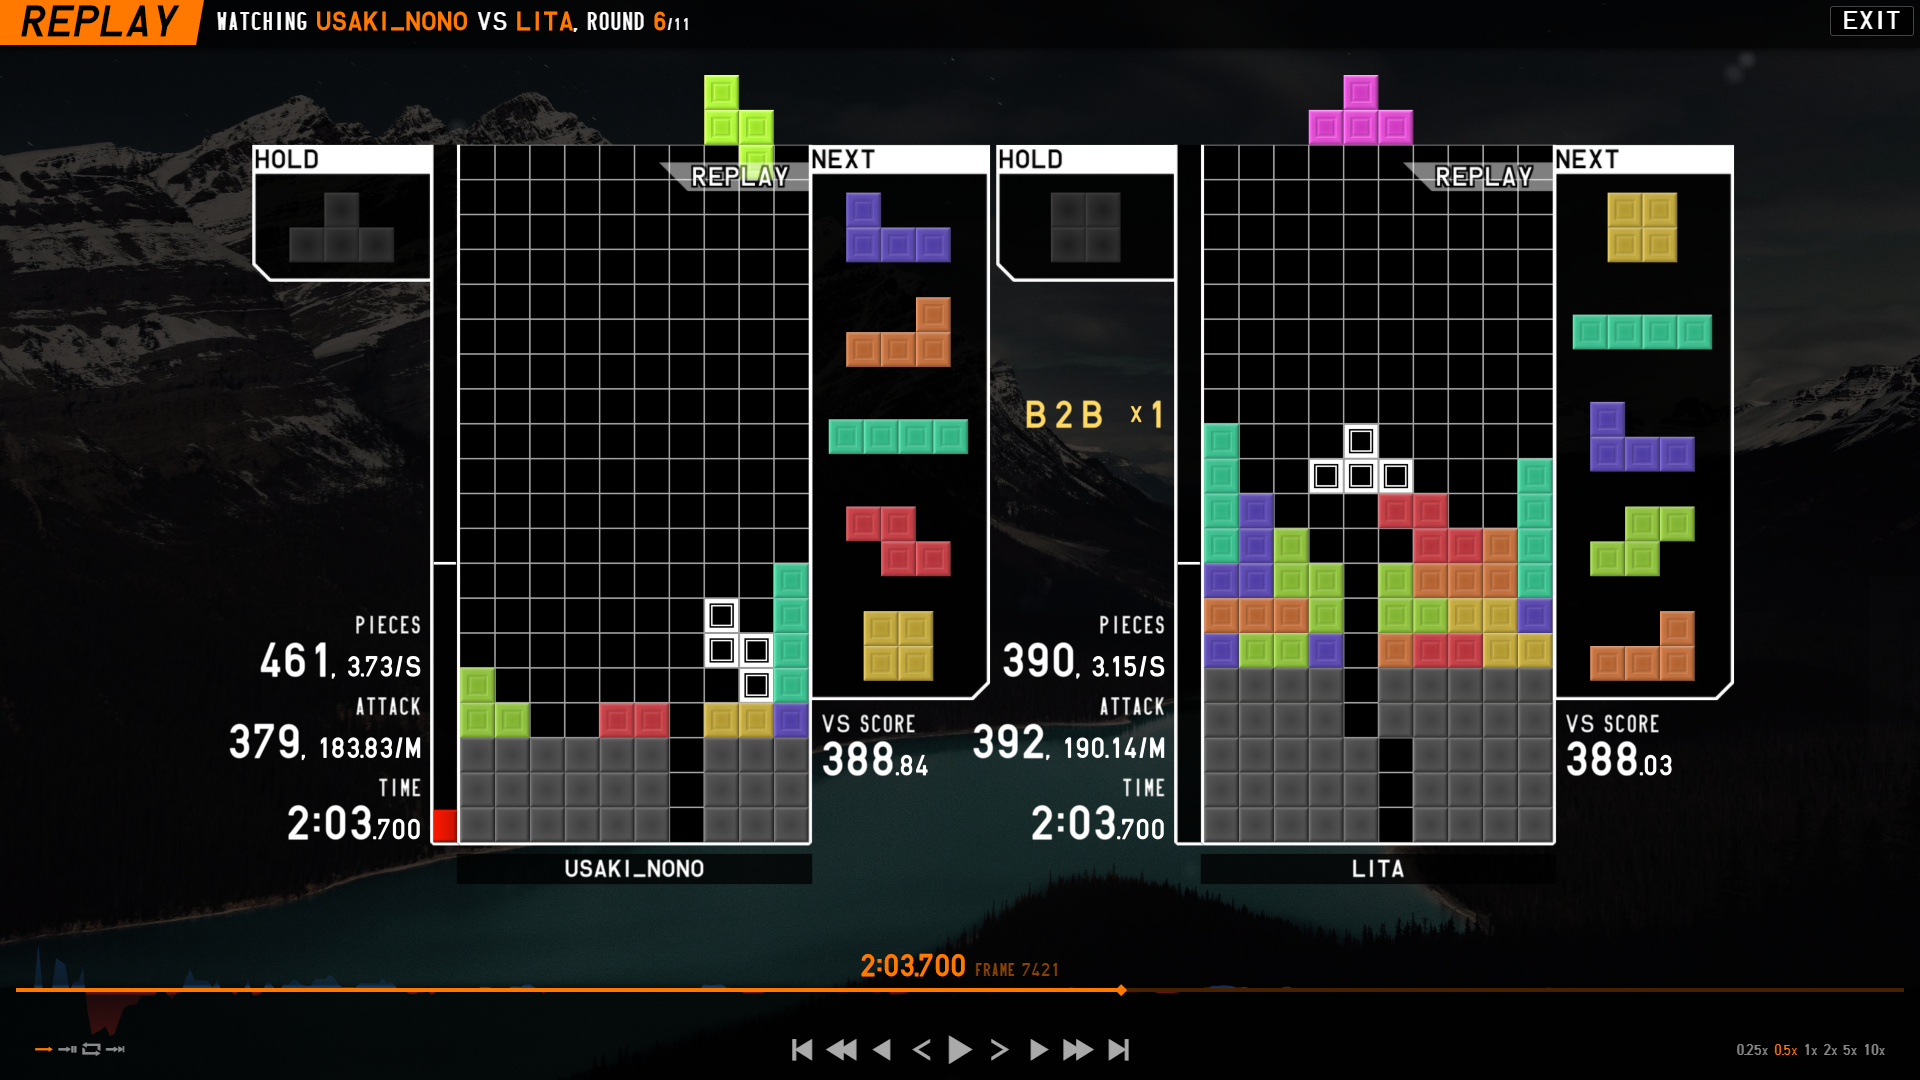 REPLAY
WATCHING USAKI_NONO VS LITA, ROUND 6/11
EXIT
HOLD
REPLAY
NEXT
PIECES
461, 3.73/S
ATTACK
379, 183.83/M
TIME
2:03.700
VS SCORE
388.84
USAKI_NONO
HOLD
REPLAY
NEXT
B2B x1
PIECES
390, 3.15/S
ATTACK
392, 190.14/M
TIME
2:03.700
VS SCORE
388.03
LITA
2:03.700 FRAME 7421
0.25x 0.5x 1x 2x 5x 10x